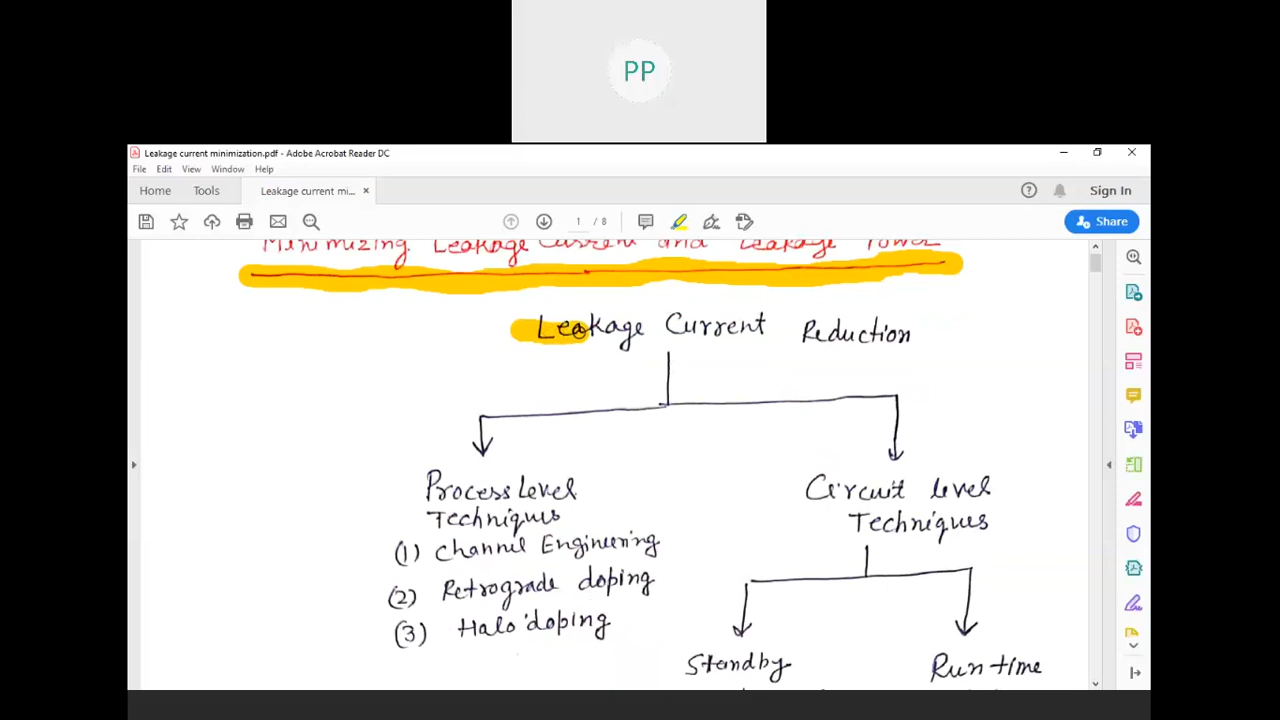 PP
Leakage current minimization.pdf - Adobe Acrobat Reader DC
File Edit View Window Help
Home Tools Leakage current mi... × Sign In
1 / 8 Share
Minimizing Leakage Current and Leakage Power
Leakage Current Reduction
Process Level
Techniques
(1) Channel Engineering
(2) Retrograde doping
(3) Halo doping
Circuit level
Techniques
Standby
Run time